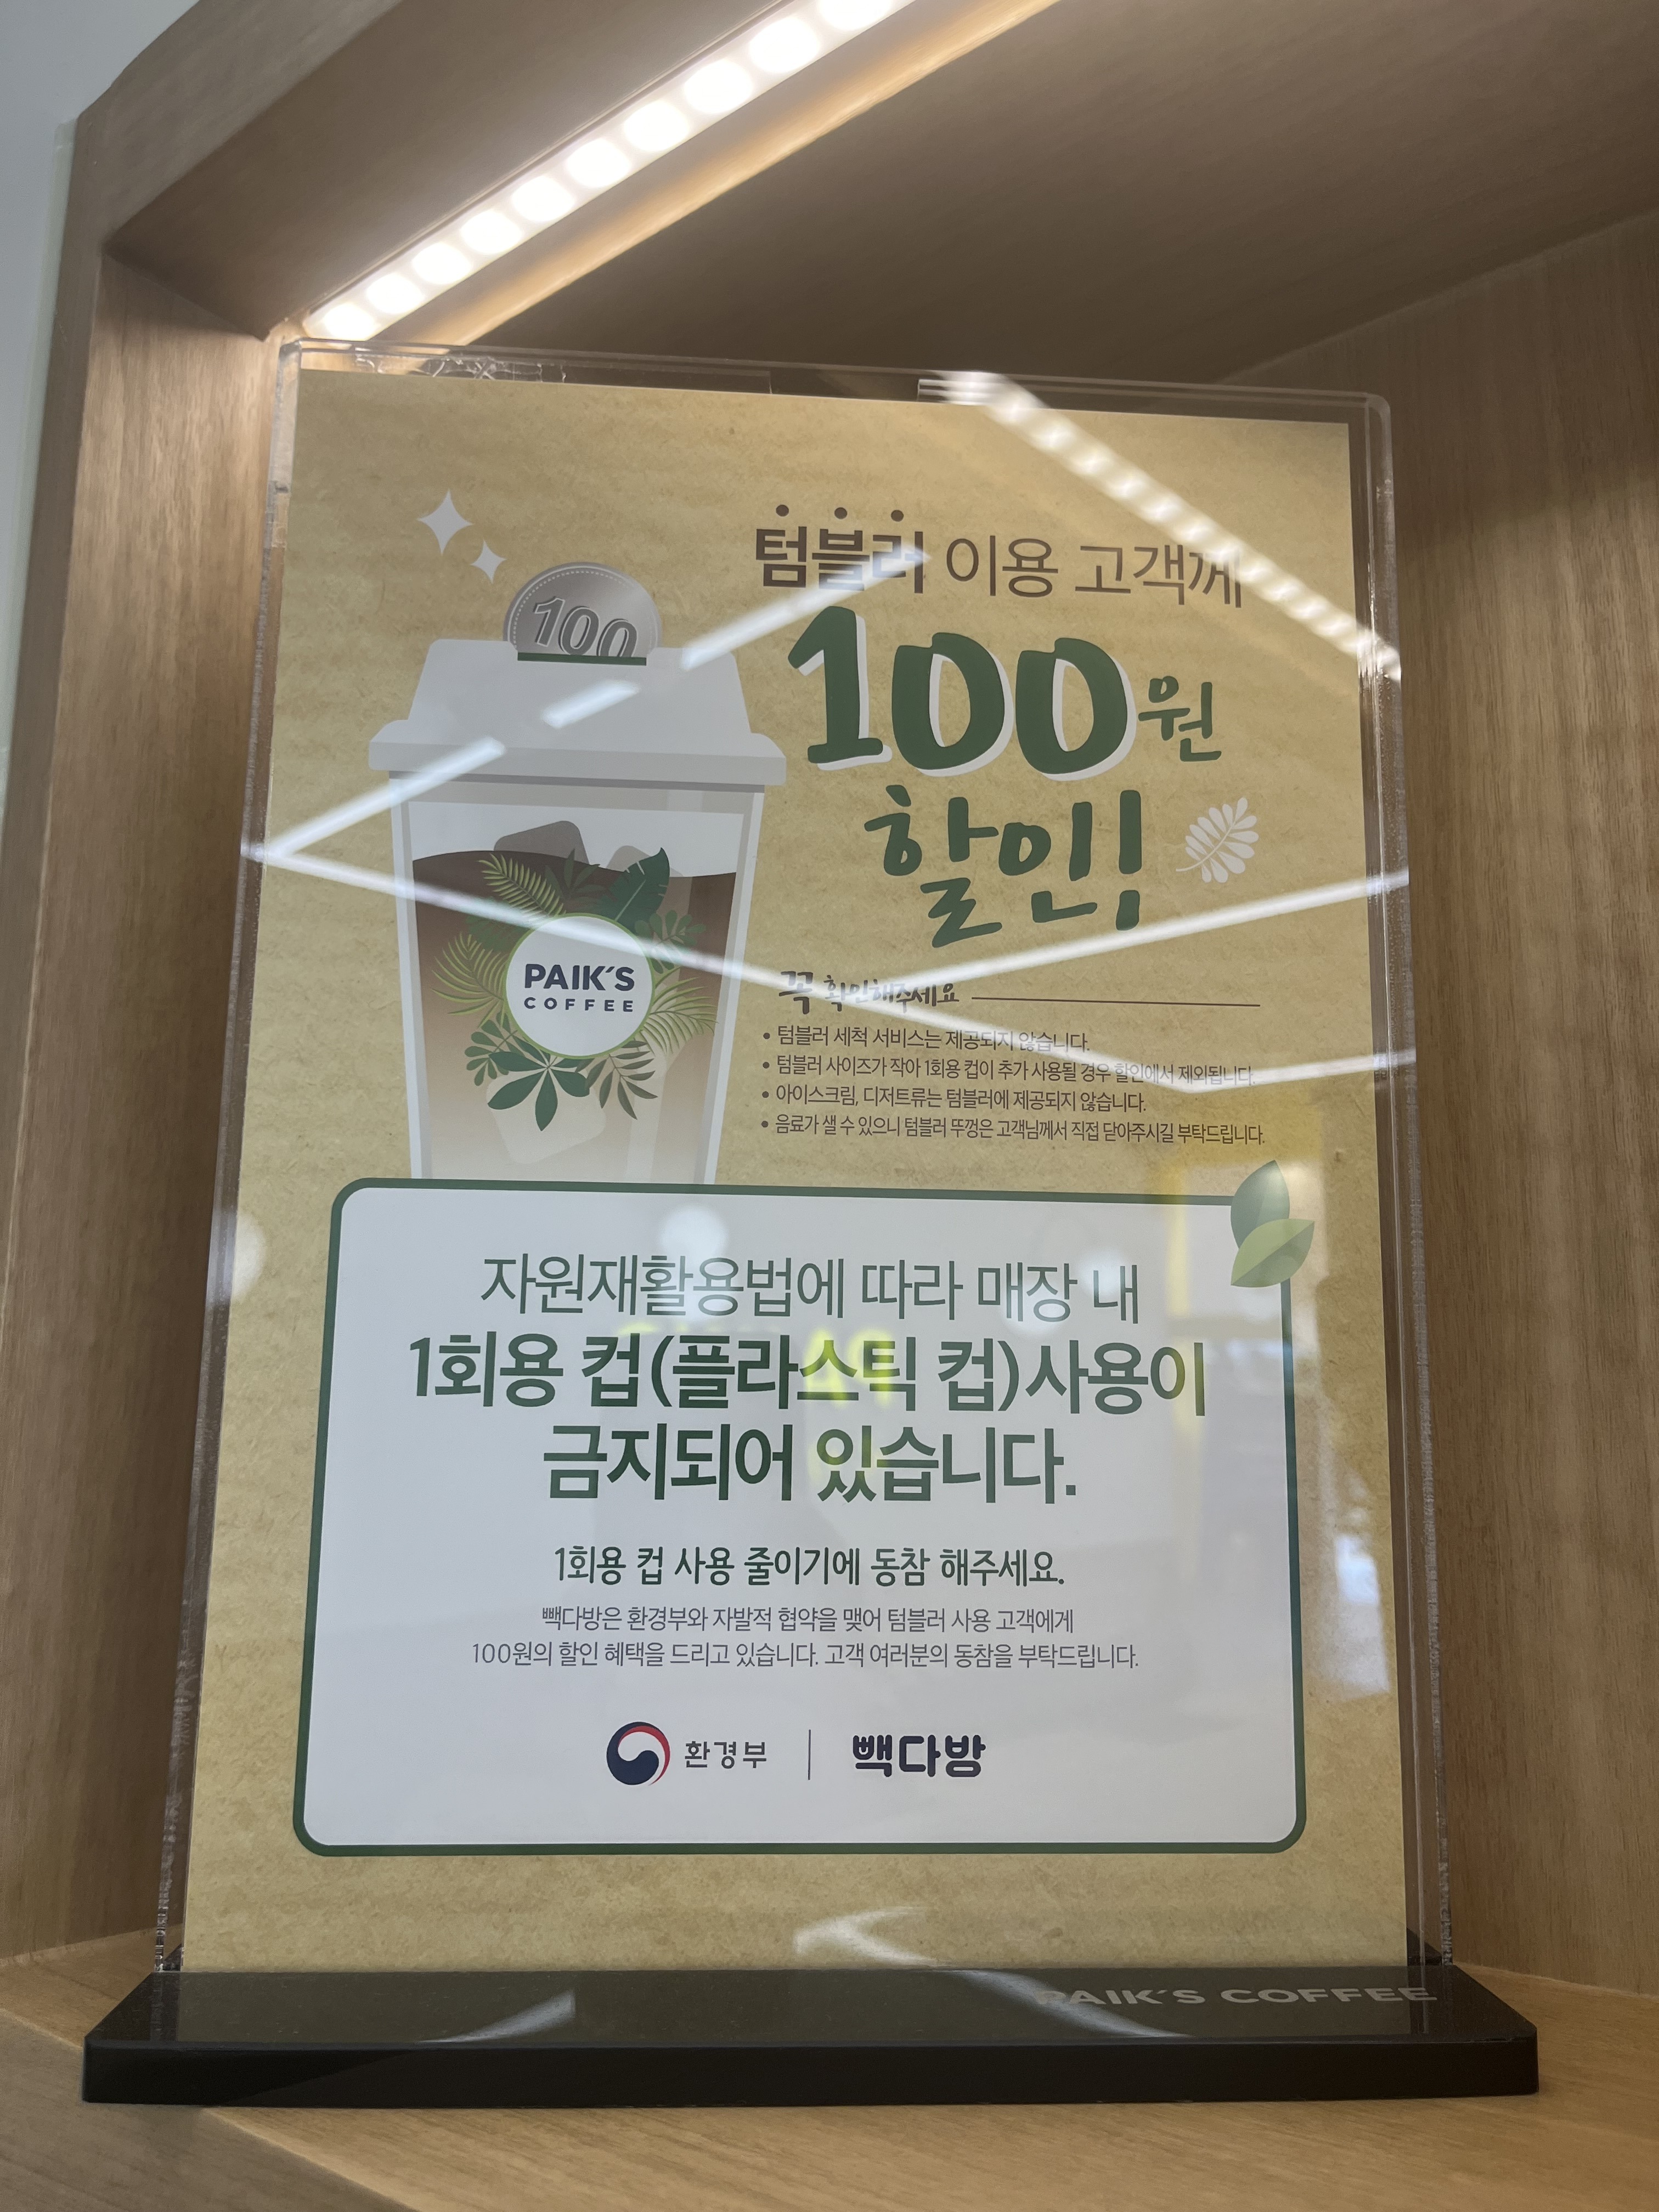 텀블러 이용 고객께
100
100원
할인!
PAIK'S
COFFEE
꼭 확인해주세요
• 텀블러 세척 서비스는 제공되지 않습니다.
• 텀블러 사이즈가 작아 1회용 컵이 추가 사용될 경우 할인에서 제외됩니다.
• 아이스크림, 디저트류는 텀블러에 제공되지 않습니다.
• 음료가 샐 수 있으니 텀블러 뚜껑은 고객님께서 직접 닫아주시길 부탁드립니다.
자원재활용법에 따라 매장 내
1회용 컵(플라스틱 컵)사용이
금지되어 있습니다.
1회용 컵 사용 줄이기에 동참 해주세요.
빽다방은 환경부와 자발적 협약을 맺어 텀블러 사용 고객에게
100원의 할인 혜택을 드리고 있습니다. 고객 여러분의 동참을 부탁드립니다.
환경부 | 빽다방
PAIK'S COFFEE